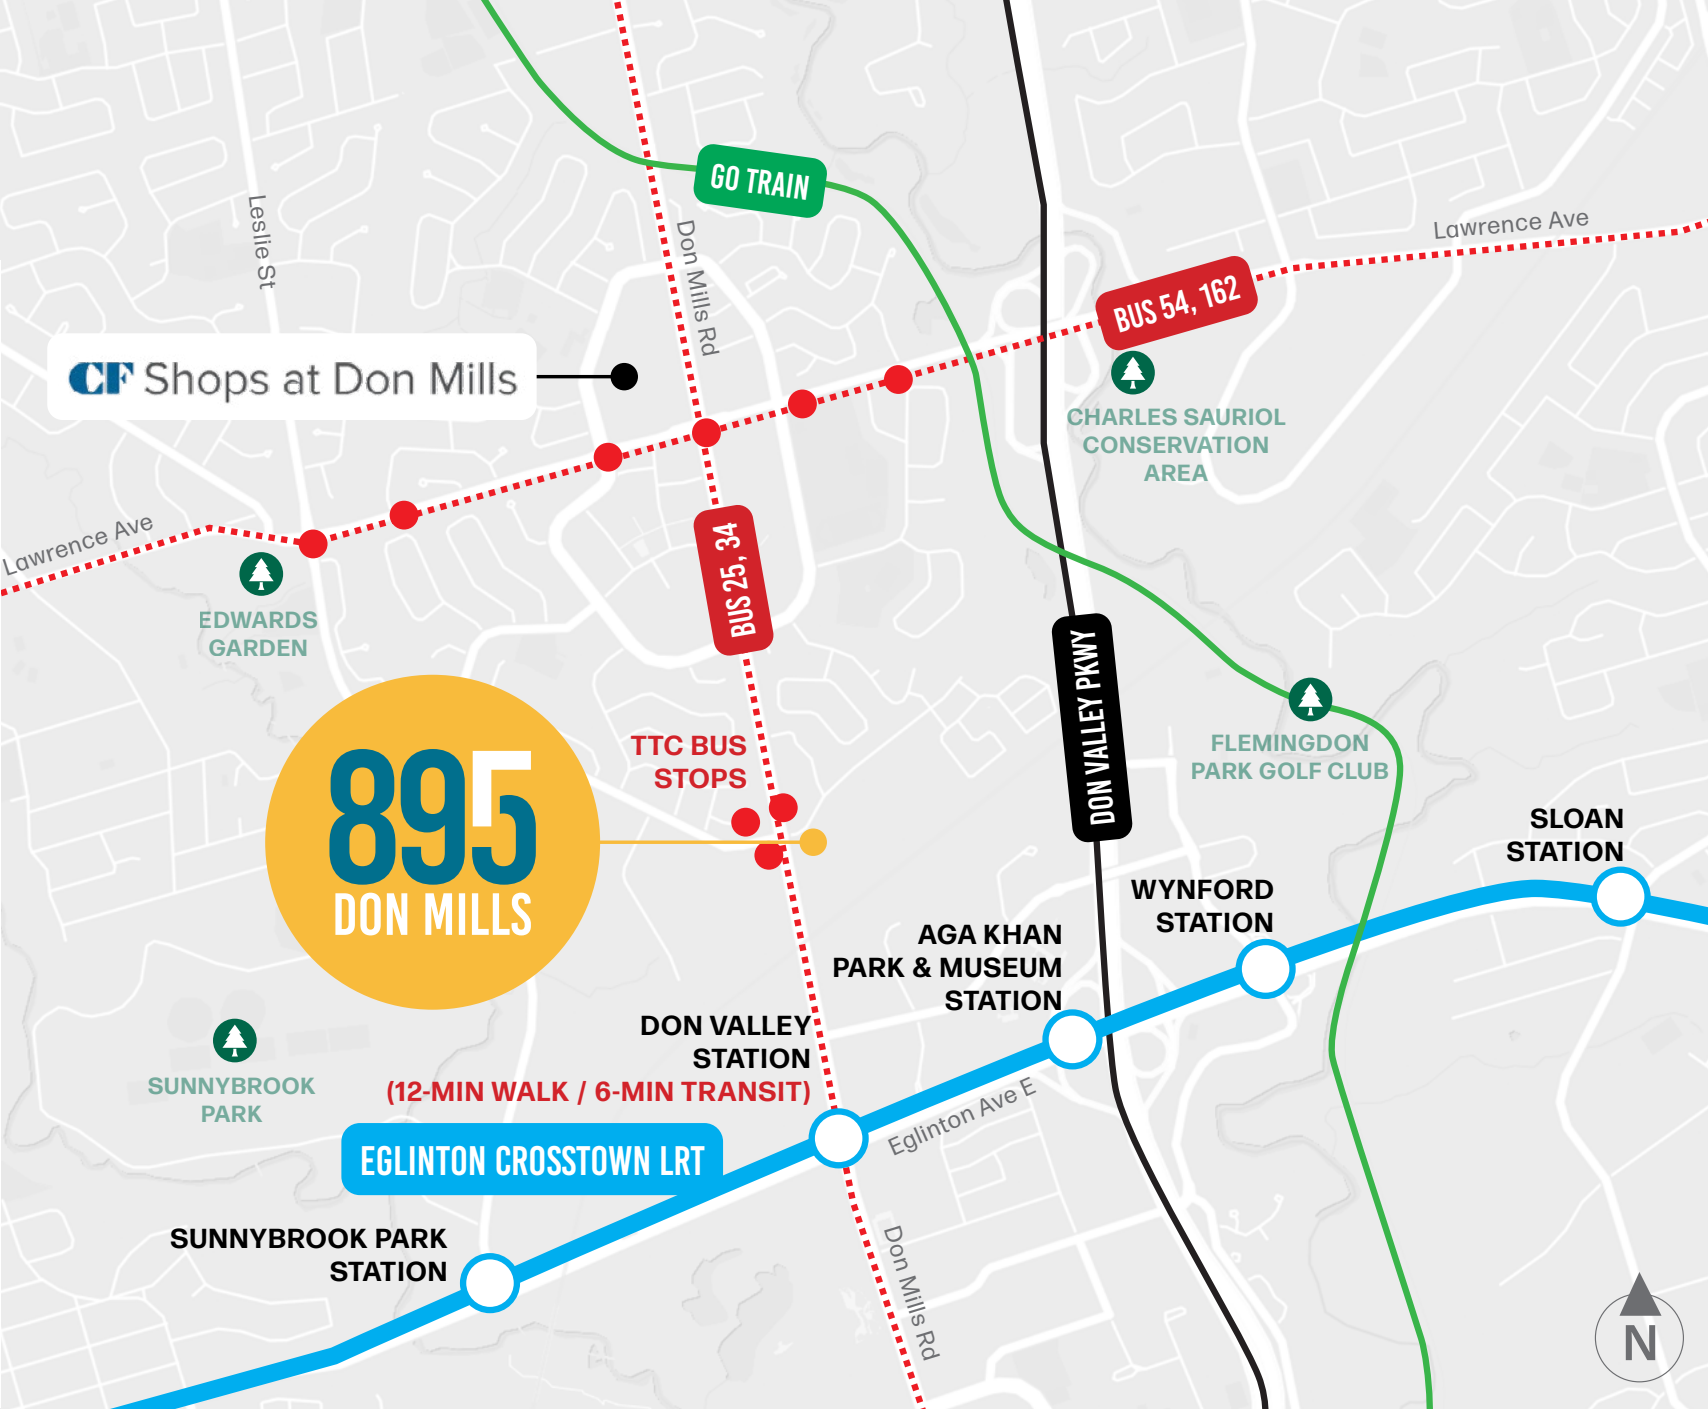 GO TRAIN
Leslie St
Don Mills Rd
Lawrence Ave
BUS 54, 162
CF Shops at Don Mills
CHARLES SAURIOL
CONSERVATION
AREA
Lawrence Ave
BUS 25, 34
EDWARDS
GARDEN
DON VALLEY PKWY
TTC BUS
STOPS
FLEMINGDON
PARK GOLF CLUB
895
DON MILLS
SLOAN
STATION
WYNFORD
STATION
AGA KHAN
PARK & MUSEUM
STATION
DON VALLEY
STATION
(12-MIN WALK / 6-MIN TRANSIT)
SUNNYBROOK
PARK
Eglinton Ave E
EGLINTON CROSSTOWN LRT
SUNNYBROOK PARK
STATION
Don Mills Rd
N